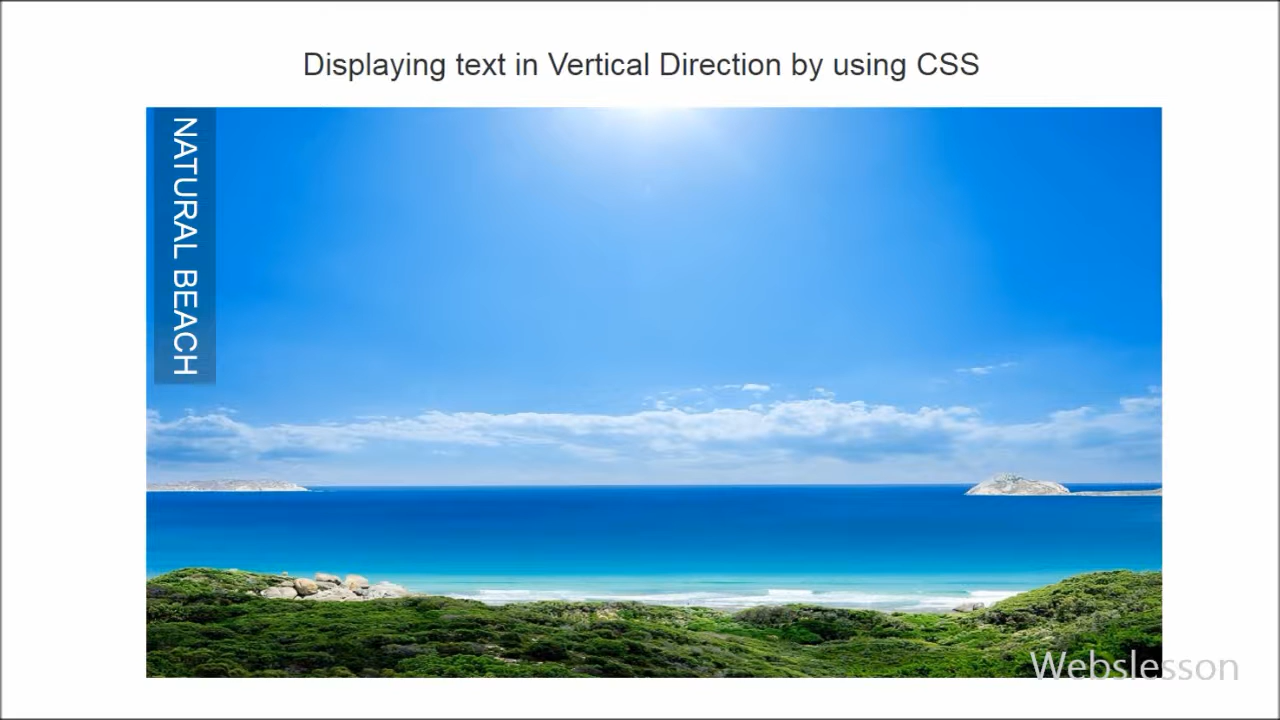 Displaying text in Vertical Direction by using CSS
NATURAL BEACH
Webslesson